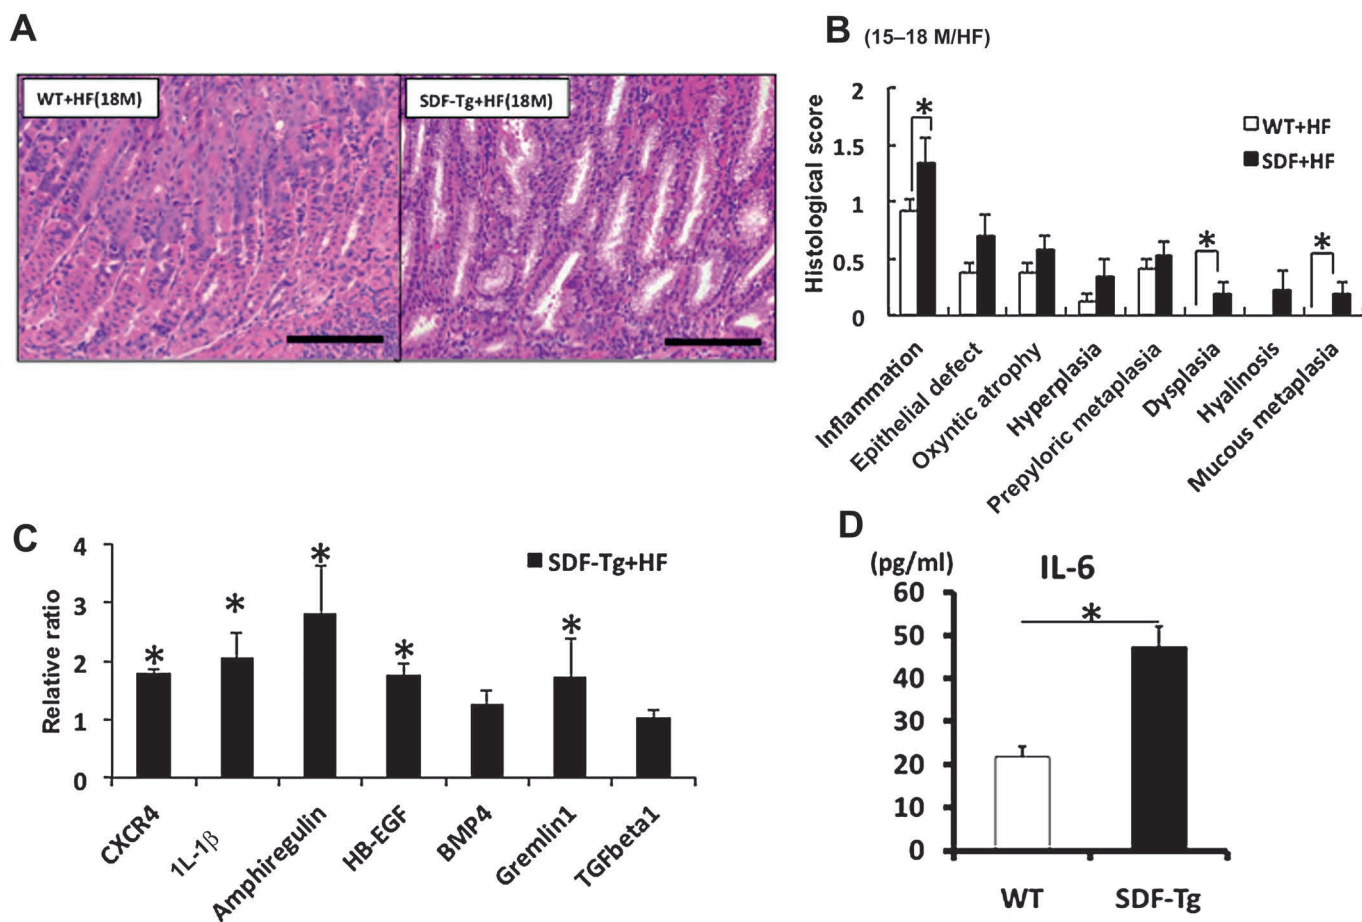 A
WT+HF(18M)
SDF-Tg+HF(18M)
B (15–18 M/HF)
Histological score
2
1.5
1
0.5
0
*
*
*
WT+HF
SDF+HF
Inflammation
Epithelial defect
Oxyntic atrophy
Hyperplasia
Prepyloric metaplasia
Dysplasia
Hyalinosis
Mucous metaplasia
C
Relative ratio
4
3
2
1
0
*
*
*
*
*
SDF-Tg+HF
CXCR4
1L-1β
Amphiregulin
HB-EGF
BMP4
Gremlin1
TGFbeta1
D
(pg/ml)
IL-6
*
60
50
40
30
20
10
0
WT
SDF-Tg